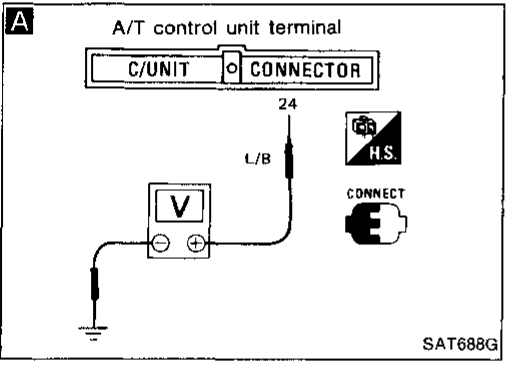 A
A/T control unit terminal
C/UNIT CONNECTOR
24
L/B
H.S.
CONNECT
V
SAT688G